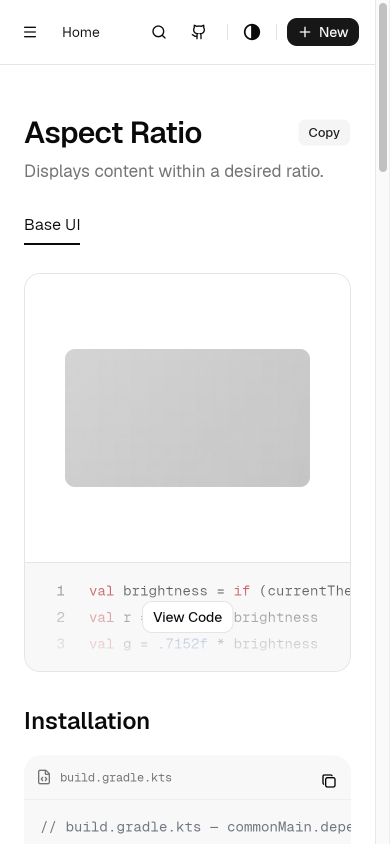 Home
New
Aspect Ratio
Copy
Displays content within a desired ratio.
Base UI
1 val brightness = if (currentThe
2 val r brightness
View Code
3 val g = .7152f * brightness
Installation
build.gradle.kts
// build.gradle.kts — commonMain.depe